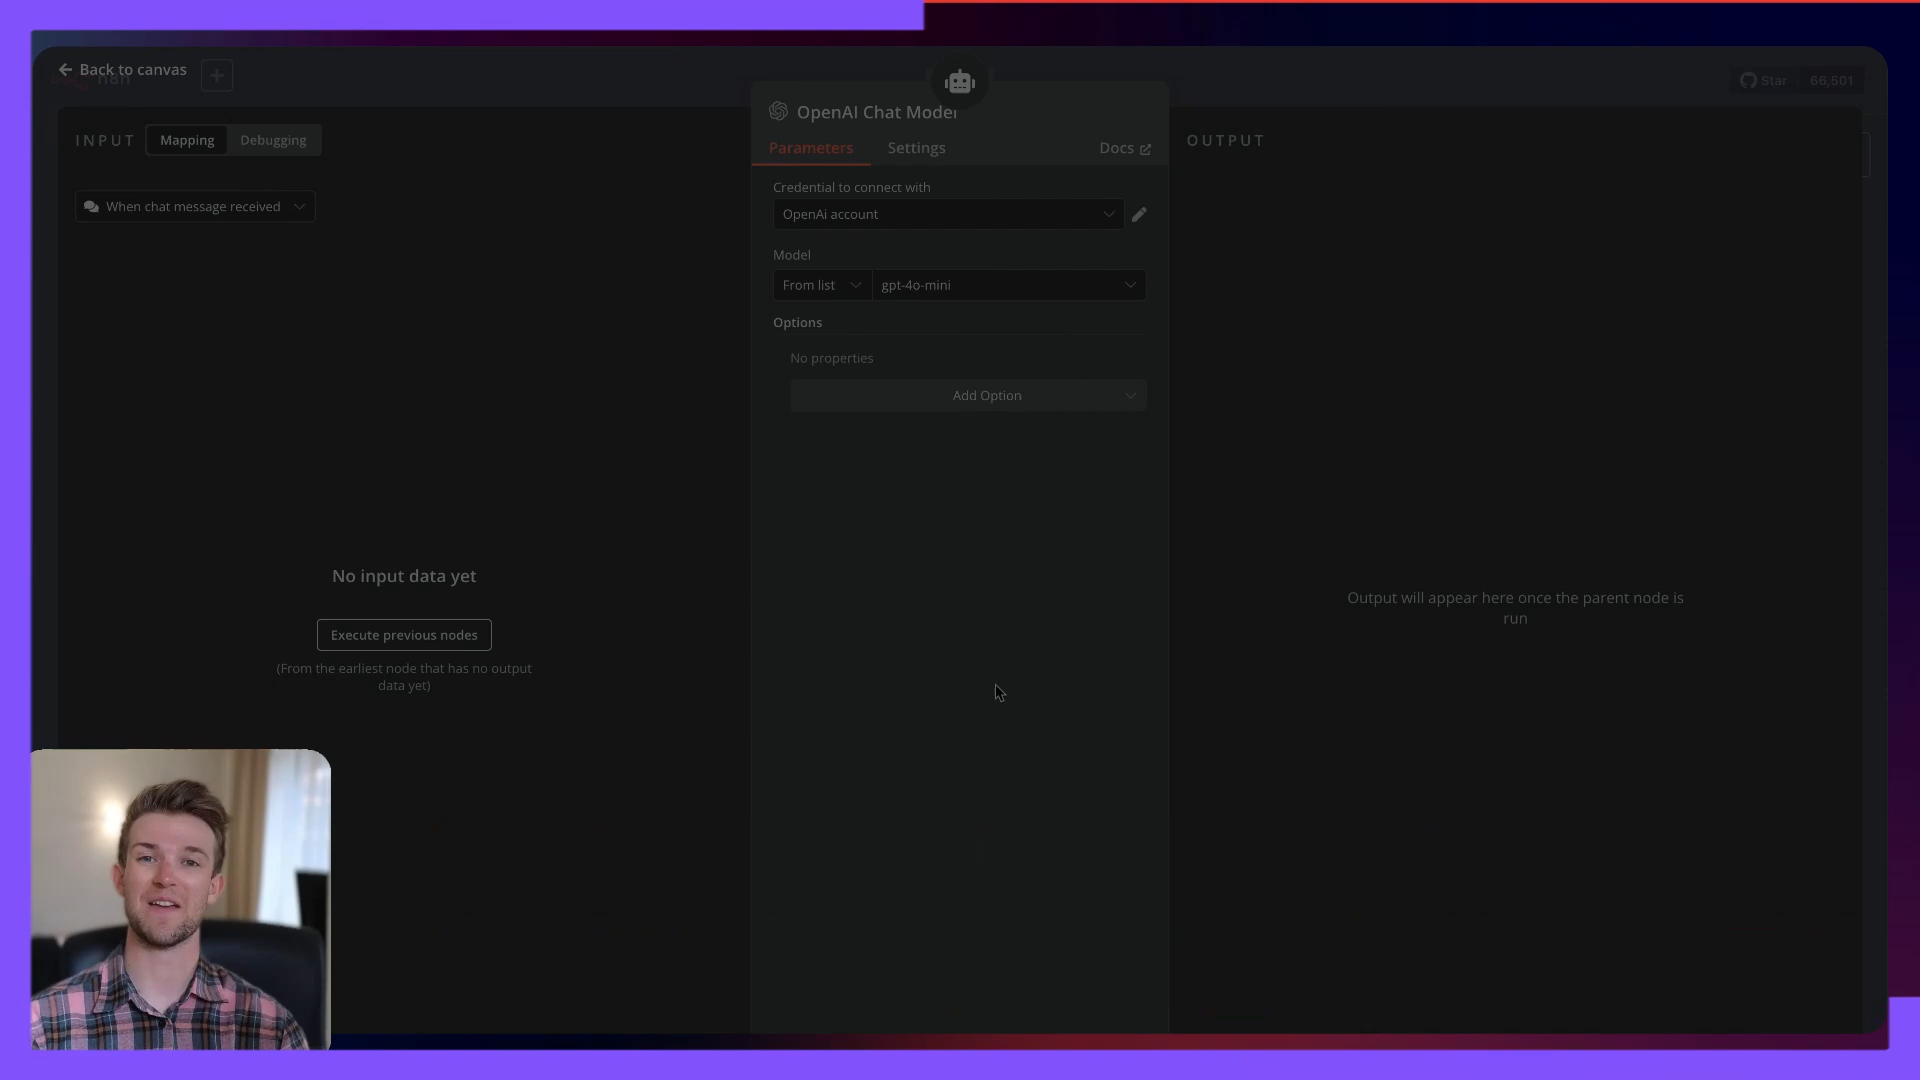 Back to canvas
n8n
Star 66,501
INPUT Mapping Debugging
When chat message received
No input data yet
Execute previous nodes
(From the earliest node that has no output
data yet)
OpenAI Chat Model
Parameters Settings Docs
Credential to connect with
OpenAi account
Model
From list gpt-4o-mini
Options
No properties
Add Option
OUTPUT
Output will appear here once the parent node is
run